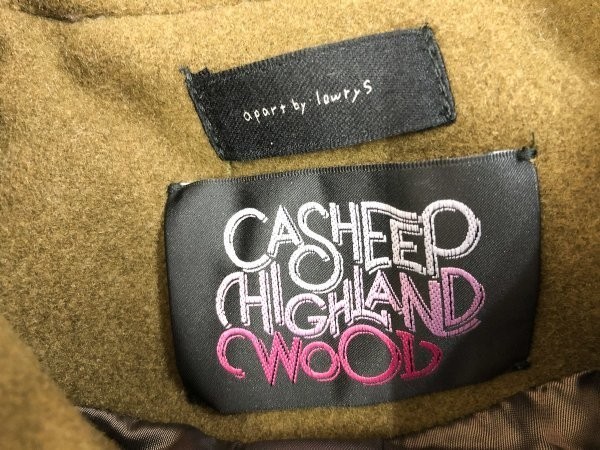 apart by. lowrys
CASHEEP
HIGHLAND
WOOL